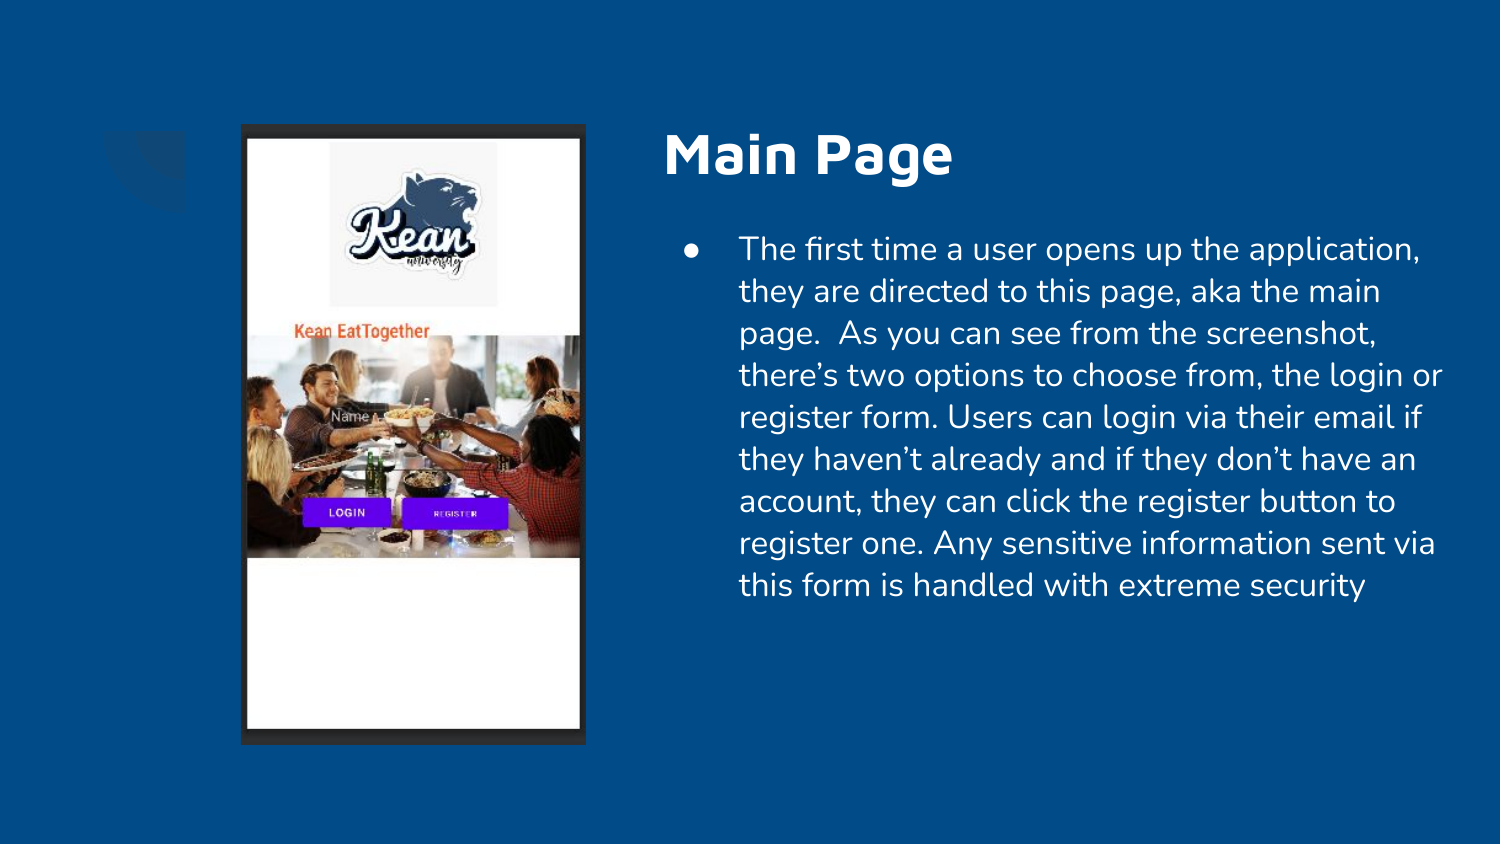 Kean
university
Kean EatTogether
Name
LOGIN
REGISTER
Main Page
● The first time a user opens up the application,
they are directed to this page, aka the main
page.  As you can see from the screenshot,
there’s two options to choose from, the login or
register form. Users can login via their email if
they haven’t already and if they don’t have an
account, they can click the register button to
register one. Any sensitive information sent via
this form is handled with extreme security